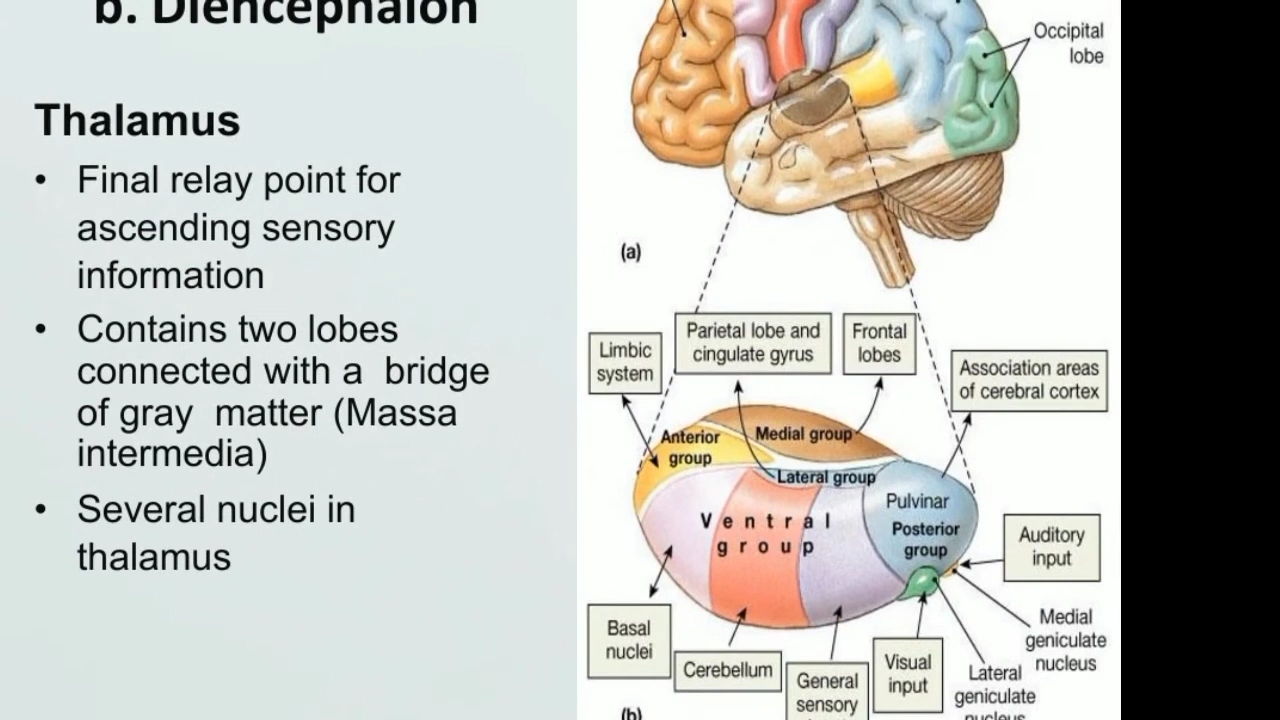 b. Diencephalon
Thalamus
• Final relay point for
ascending sensory
information
• Contains two lobes
connected with a bridge
of gray matter (Massa
intermedia)
• Several nuclei in
thalamus
Occipital
lobe
(a)
Limbic
system
Parietal lobe and
cingulate gyrus
Frontal
lobes
Association areas
of cerebral cortex
Anterior
group
Medial group
Lateral group
Pulvinar
Posterior
group
Ventral
group
Auditory
input
Medial
geniculate
nucleus
Basal
nuclei
Cerebellum
General
sensory
Visual
input
Lateral
geniculate
nucleus
(b)